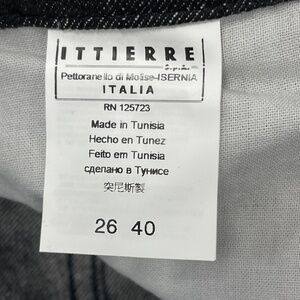 ITTIERRE
s.p.a.
Pettoranello di Molise-ISERNIA
ITALIA
RN 125723
Made in Tunisia
Hecho en Tunez
Feito em Tunisia
сделано в Тунисе
突尼斯製
26 40